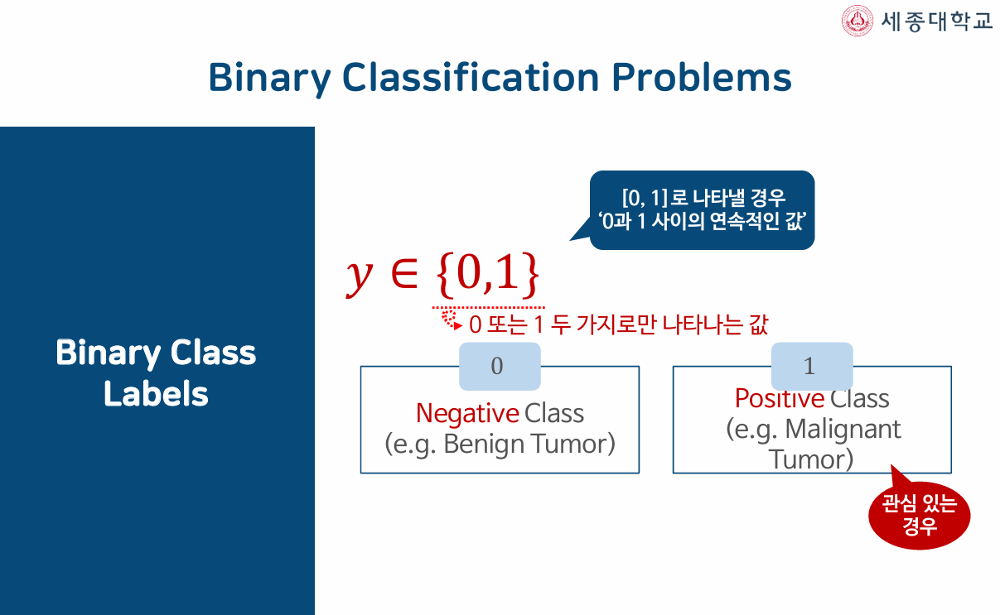 세종대학교
Binary Classification Problems
Binary Class
Labels
[0, 1]로 나타낼 경우
‘0과 1 사이의 연속적인 값’
y ∈ {0,1}
0 또는 1 두 가지로만 나타나는 값
0
Negative Class
(e.g. Benign Tumor)
1
Positive Class
(e.g. Malignant
Tumor)
관심 있는
경우